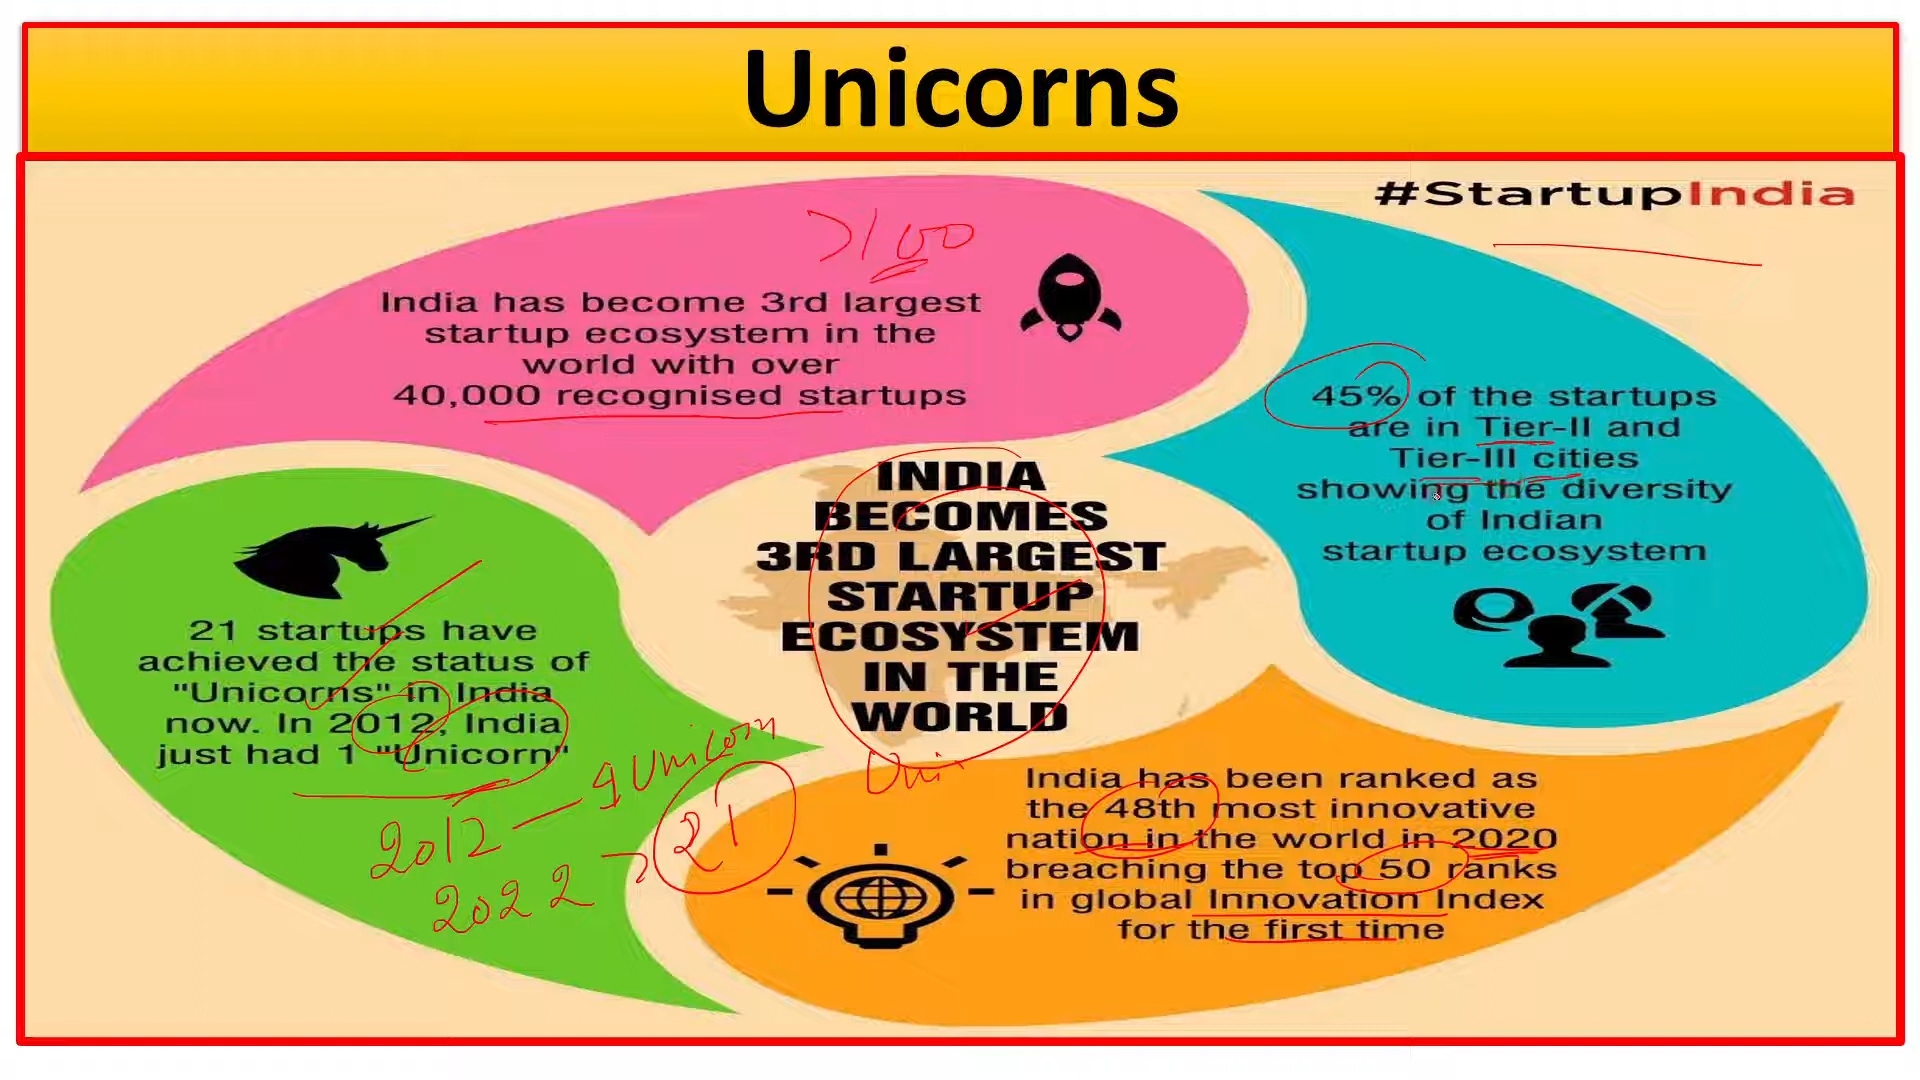 Unicorns
#StartupIndia
>100
India has become 3rd largest
startup ecosystem in the
world with over
40,000 recognised startups
45% of the startups
are in Tier-II and
Tier-III cities
showing the diversity
of Indian
startup ecosystem
INDIA
BECOMES
3RD LARGEST
STARTUP
ECOSYSTEM
IN THE
WORLD
21 startups have
achieved the status of
"Unicorns" in India
now. In 2012, India
just had 1 "Unicorn"
2012 — 1 Unicorn
2022 > 21
Uni
India has been ranked as
the 48th most innovative
nation in the world in 2020
breaching the top 50 ranks
in global Innovation Index
for the first time